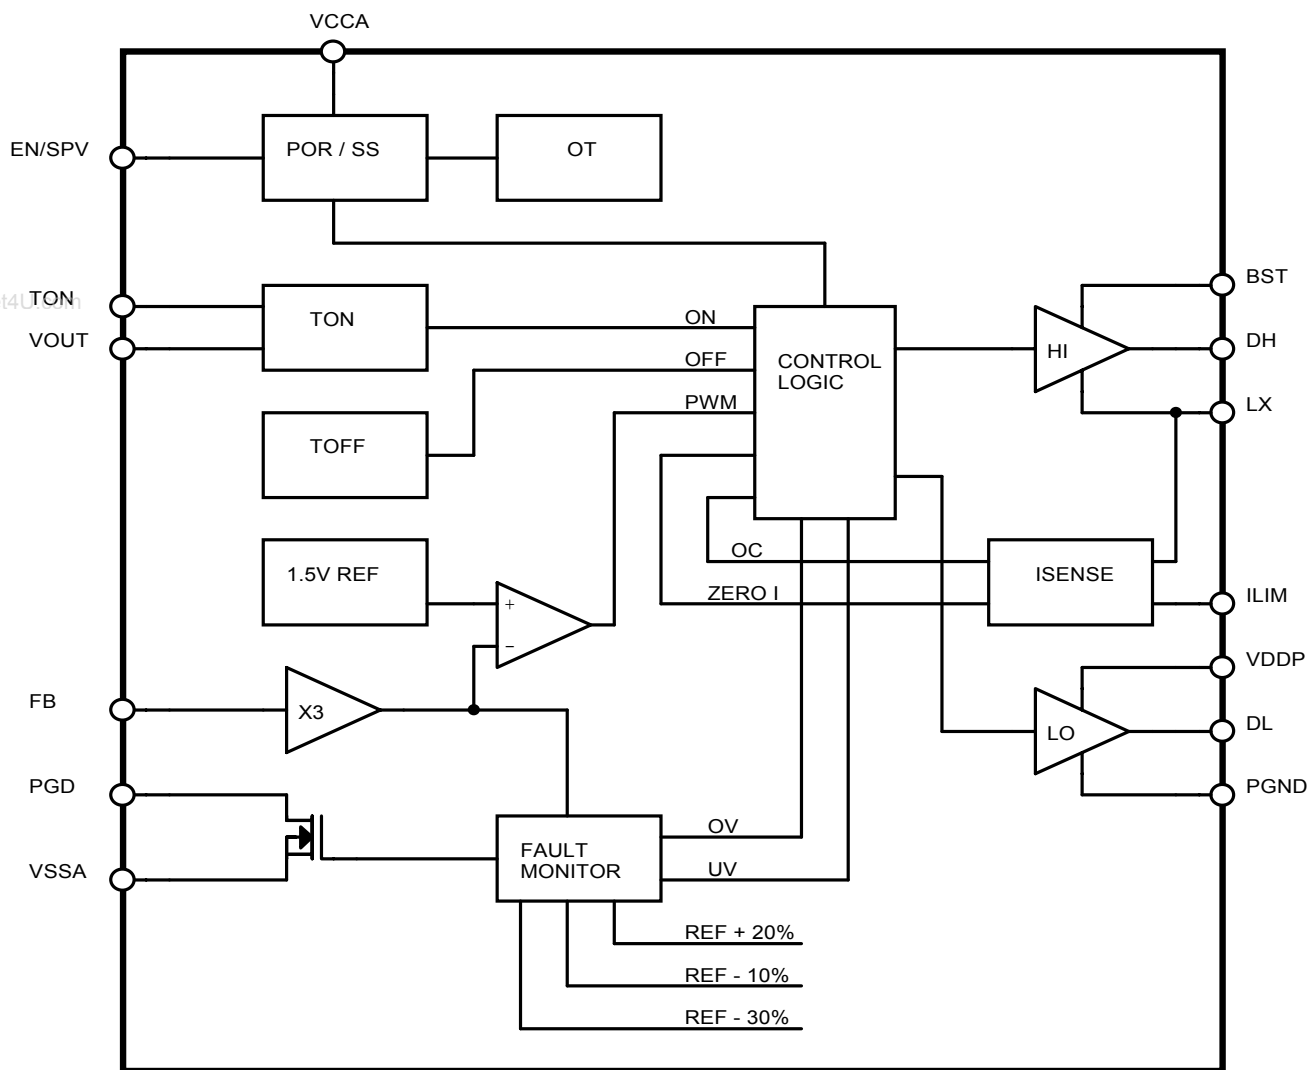 VCCA
EN/SPV
POR / SS
OT
t4U.com
TON
VOUT
TON
ON
OFF
PWM
CONTROL
LOGIC
TOFF
HI
BST
DH
LX
1.5V REF
+
−
OC
ZERO I
ISENSE
ILIM
VDDP
FB
X3
LO
DL
PGND
PGD
VSSA
FAULT
MONITOR
OV
UV
REF + 20%
REF - 10%
REF - 30%